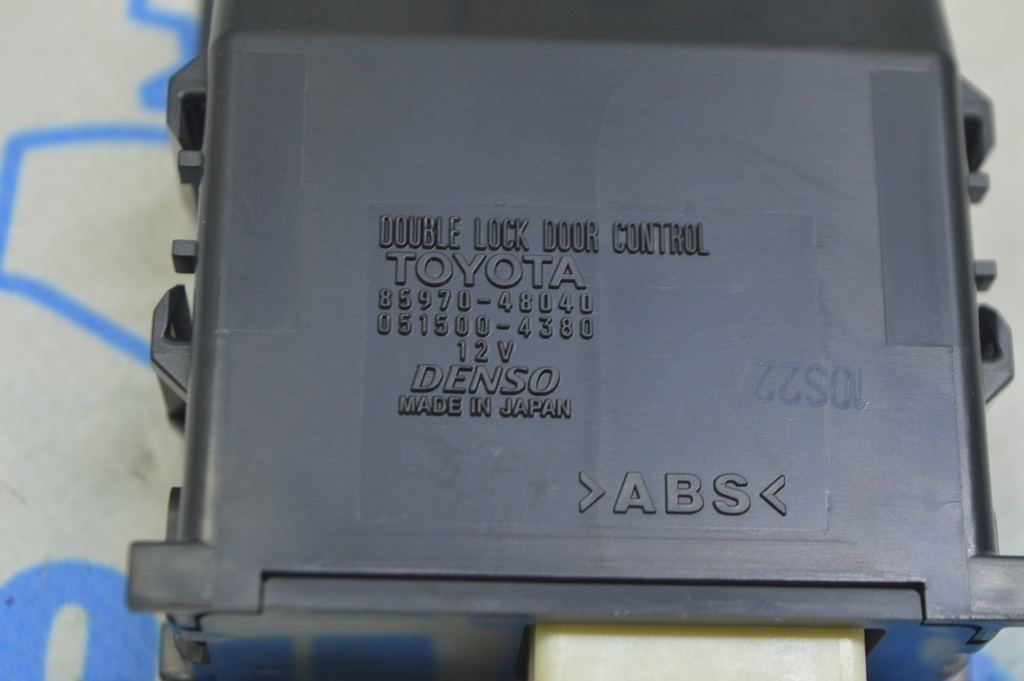 DOUBLE LOCK DOOR CONTROL
TOYOTA
85970-48040
051500-4380
12V
DENSO
MADE IN JAPAN
10S22
>ABS<